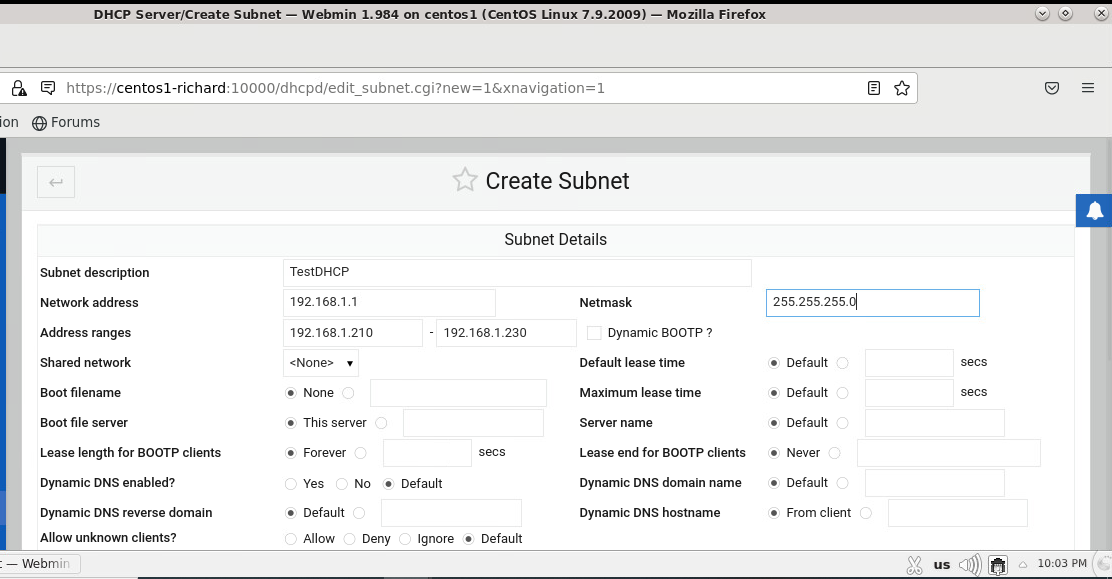 DHCP Server/Create Subnet — Webmin 1.984 on centos1 (CentOS Linux 7.9.2009) — Mozilla Firefox
https://centos1-richard:10000/dhcpd/edit_subnet.cgi?new=1&xnavigation=1
ion Forums
Create Subnet
Subnet Details
Subnet description TestDHCP
Network address 192.168.1.1 Netmask 255.255.255.0
Address ranges 192.168.1.210 - 192.168.1.230 Dynamic BOOTP ?
Shared network <None> Default lease time Default secs
Boot filename None Maximum lease time Default secs
Boot file server This server Server name Default
Lease length for BOOTP clients Forever secs Lease end for BOOTP clients Never
Dynamic DNS enabled? Yes No Default Dynamic DNS domain name Default
Dynamic DNS reverse domain Default Dynamic DNS hostname From client
Allow unknown clients? Allow Deny Ignore Default
— Webmin us 10:03 PM